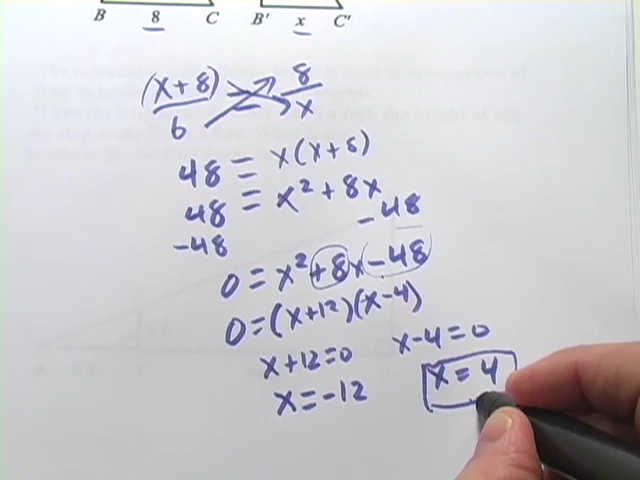 B 8 C B' x C'
(x+8) 8
6 x
48 = x(x+8)
48 = x² + 8x
-48 -48
0 = x² +8x -48
0=(x+12)(x-4)
x+12=0 x-4=0
x=-12 x=4